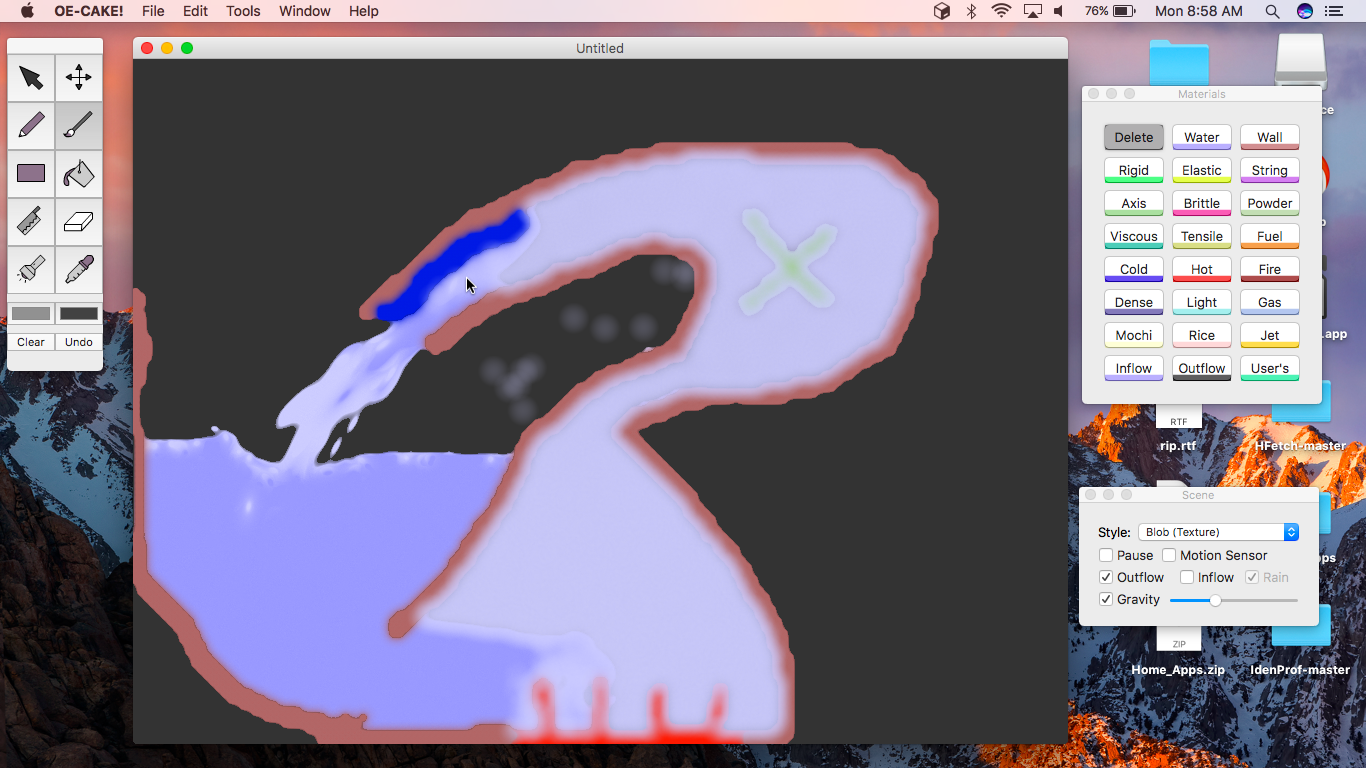 OE-CAKE! File Edit Tools Window Help 76% Mon 8:58 AM
Untitled
Clear Undo
Materials
Delete Water Wall
Rigid Elastic String
Axis Brittle Powder
Viscous Tensile Fuel
Cold Hot Fire
Dense Light Gas
Mochi Rice Jet
Inflow Outflow User's
ce
.app
RTF
rip.rtf HFetch-master
Scene
Style: Blob (Texture)
Pause Motion Sensor
Outflow Inflow Rain
Gravity
ps
ZIP
Home_Apps.zip IdenProf-master